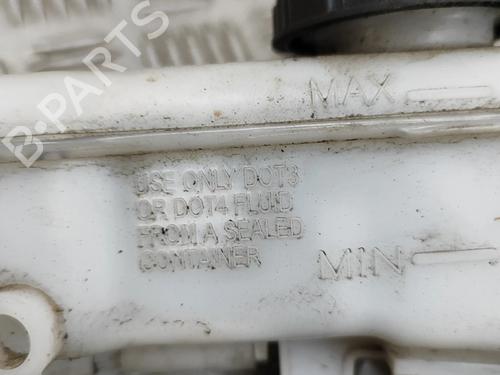 B-PARTS
MAX
USE ONLY DOT3
OR DOT4 FLUID
FROM A SEALED
CONTAINER
MIN